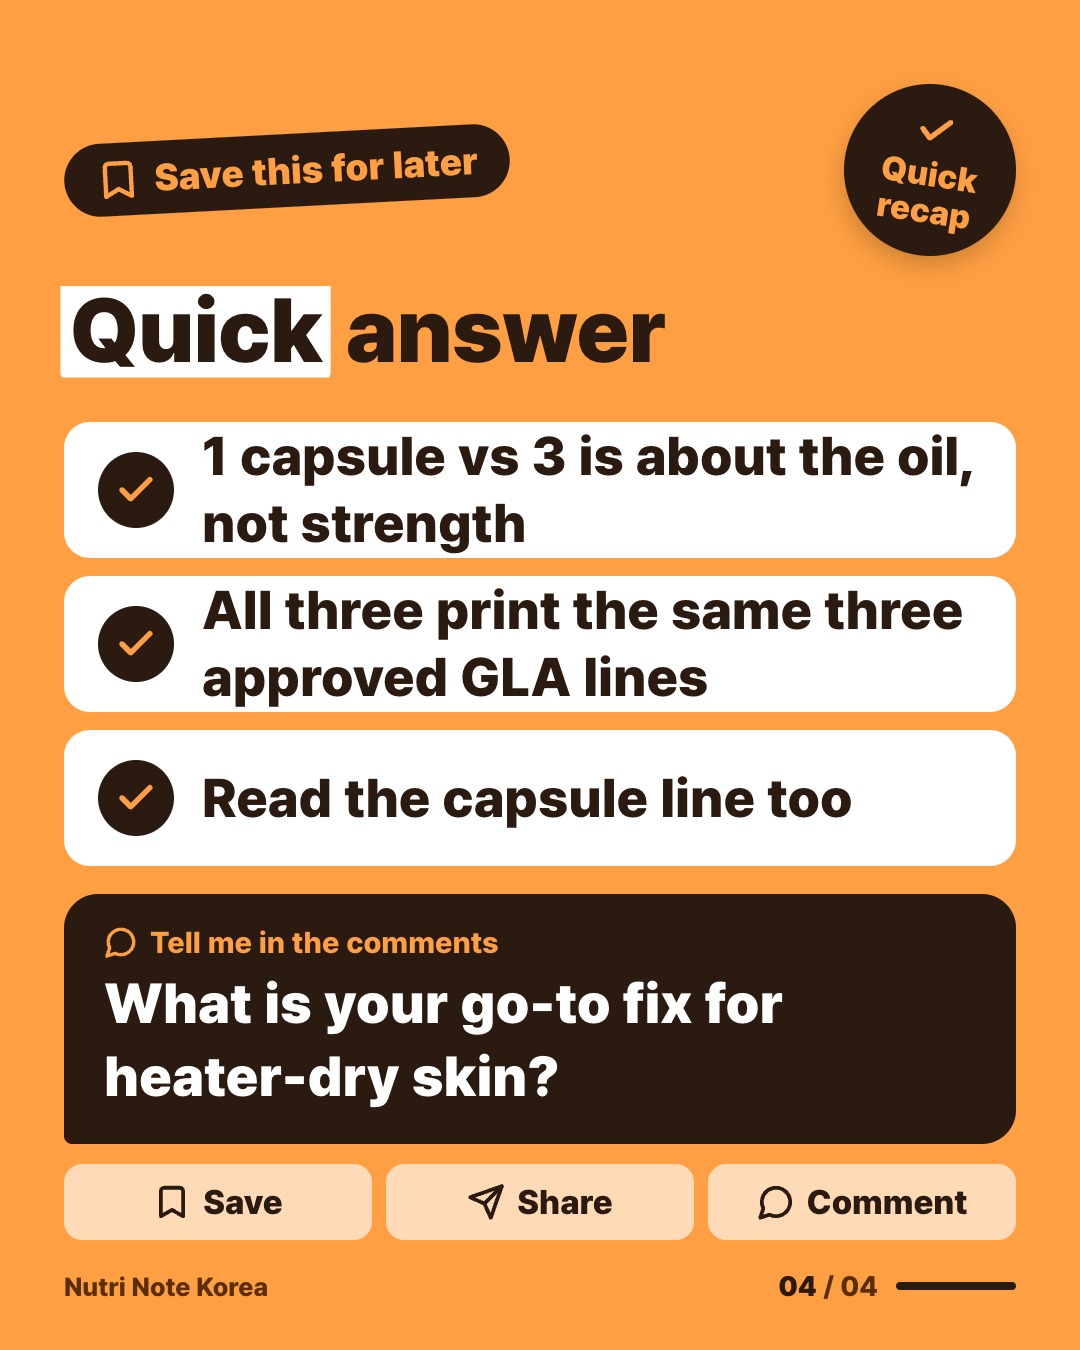 Save this for later
Quick
recap
Quick answer
1 capsule vs 3 is about the oil,
not strength
All three print the same three
approved GLA lines
Read the capsule line too
Tell me in the comments
What is your go-to fix for
heater-dry skin?
Save
Share
Comment
Nutri Note Korea
04 / 04